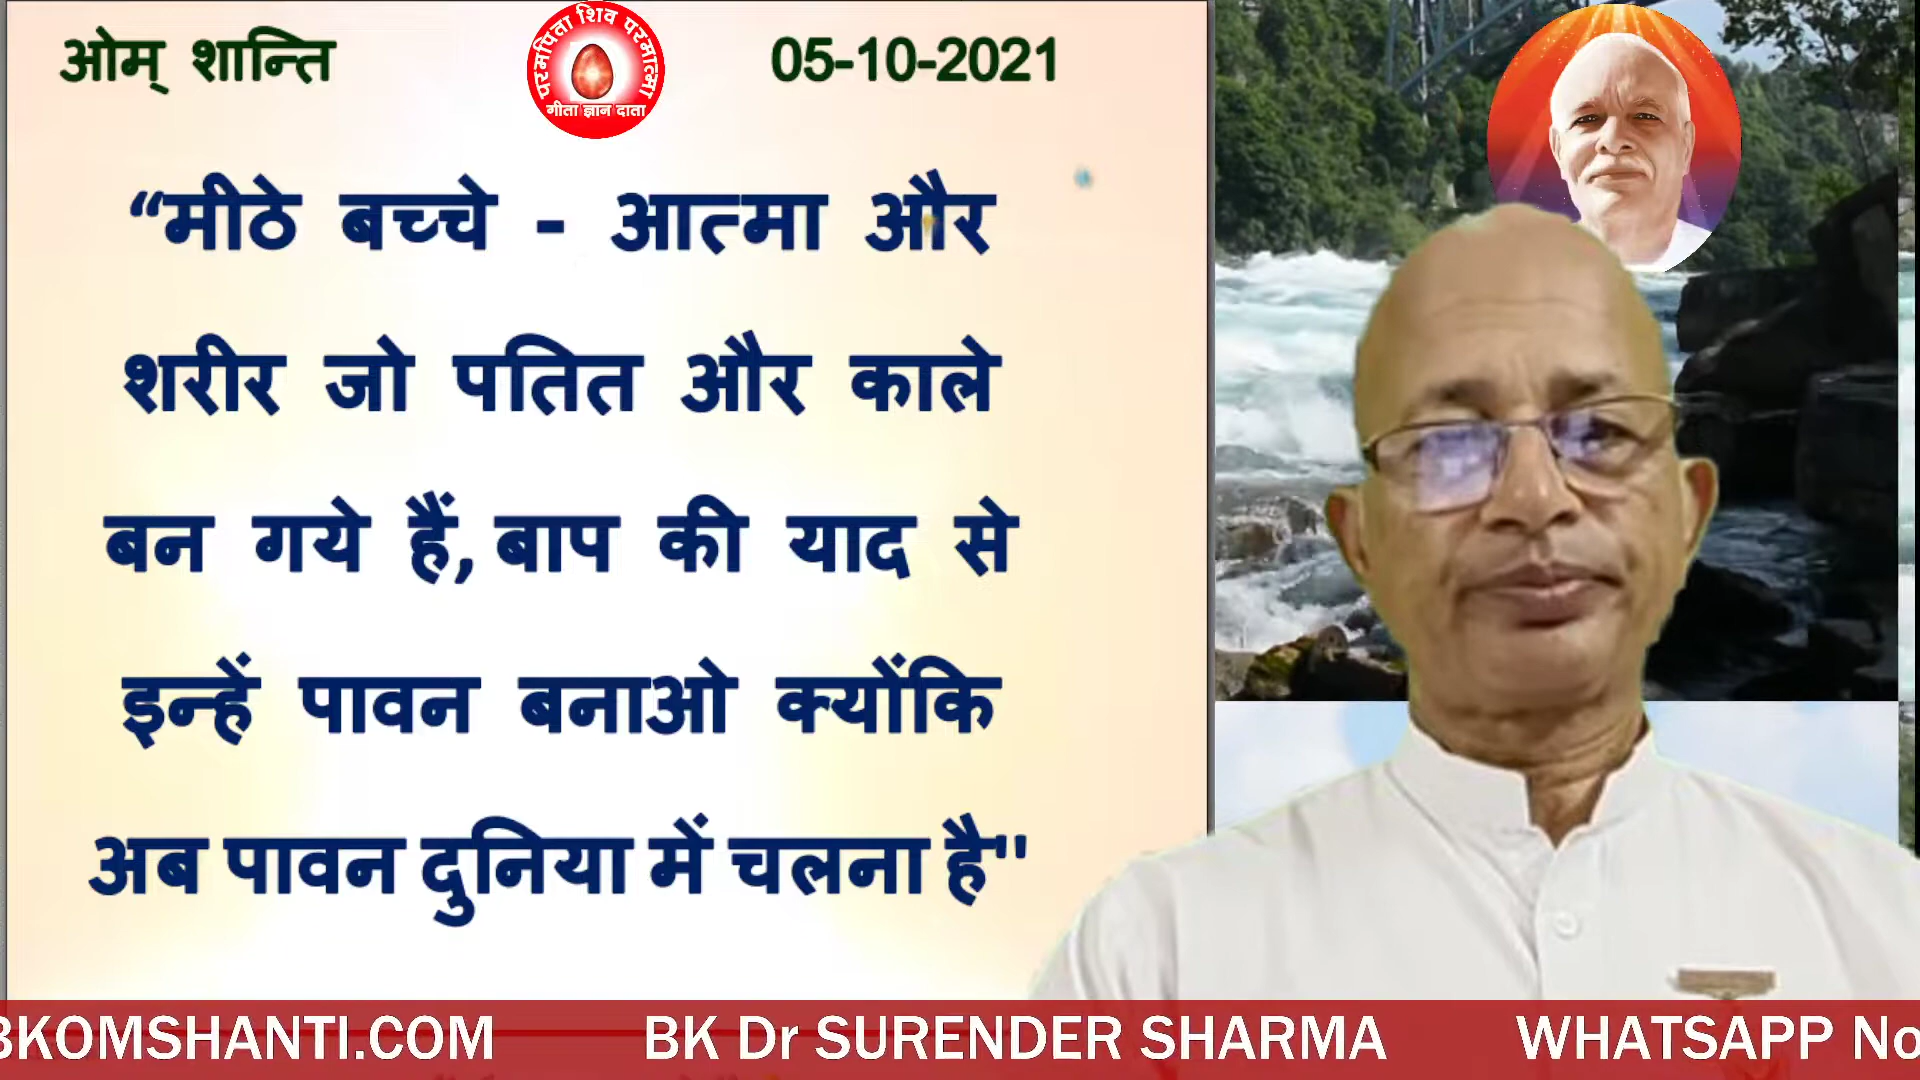 ओम् शान्ति
परमपिता शिव परमात्मा
गीता ज्ञान दाता
05-10-2021
“मीठे बच्चे - आत्मा और
शरीर जो पतित और काले
बन गये हैं, बाप की याद से
इन्हें पावन बनाओ क्योंकि
अब पावन दुनिया में चलना है"
BKOMSHANTI.COM BK Dr SURENDER SHARMA WHATSAPP No